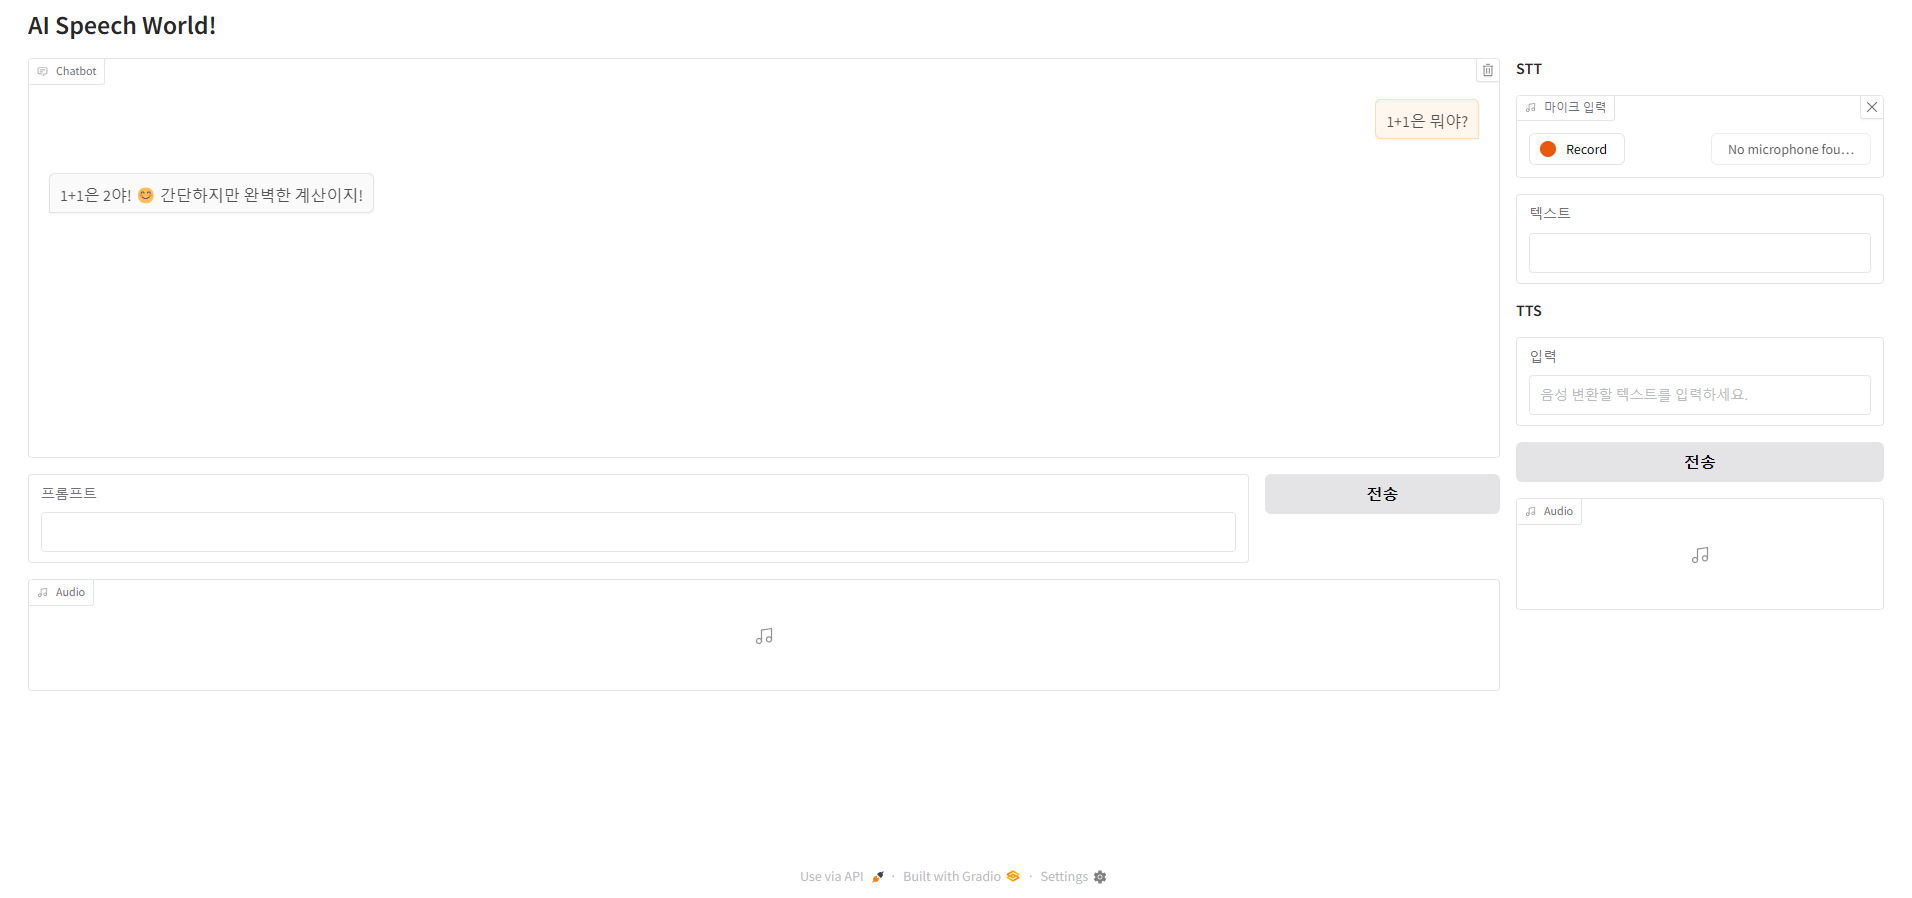 AI Speech World!
Chatbot
1+1은 뭐야?
1+1은 2야! 😊 간단하지만 완벽한 계산이지!
프롬프트
전송
Audio
STT
마이크 입력
Record
No microphone fou...
텍스트
TTS
입력
음성 변환할 텍스트를 입력하세요.
전송
Audio
Use via API 🚀 · Built with Gradio · Settings ⚙